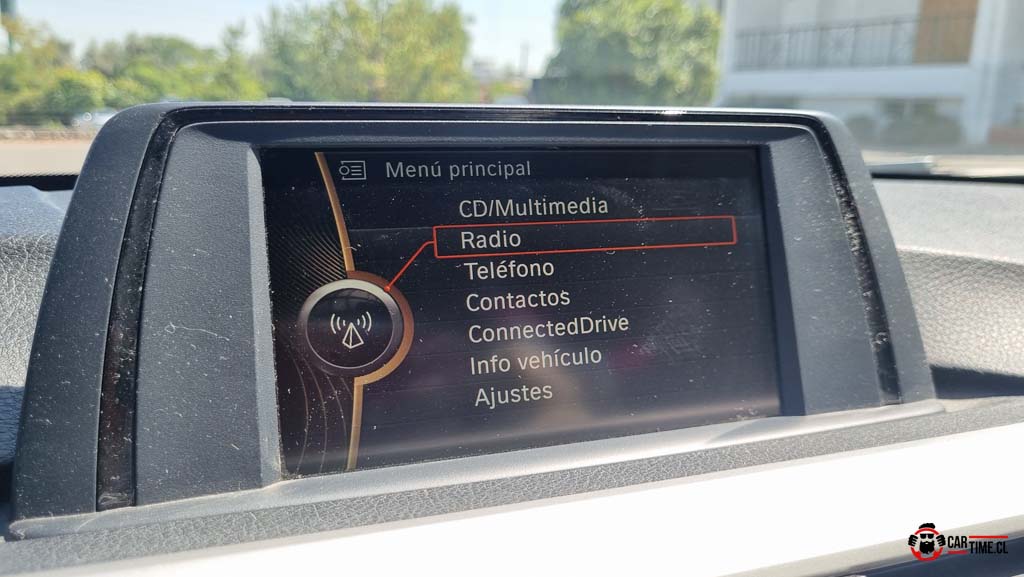 Menú principal
CD/Multimedia
Radio
Teléfono
Contactos
ConnectedDrive
Info vehículo
Ajustes
CAR
TIME.CL